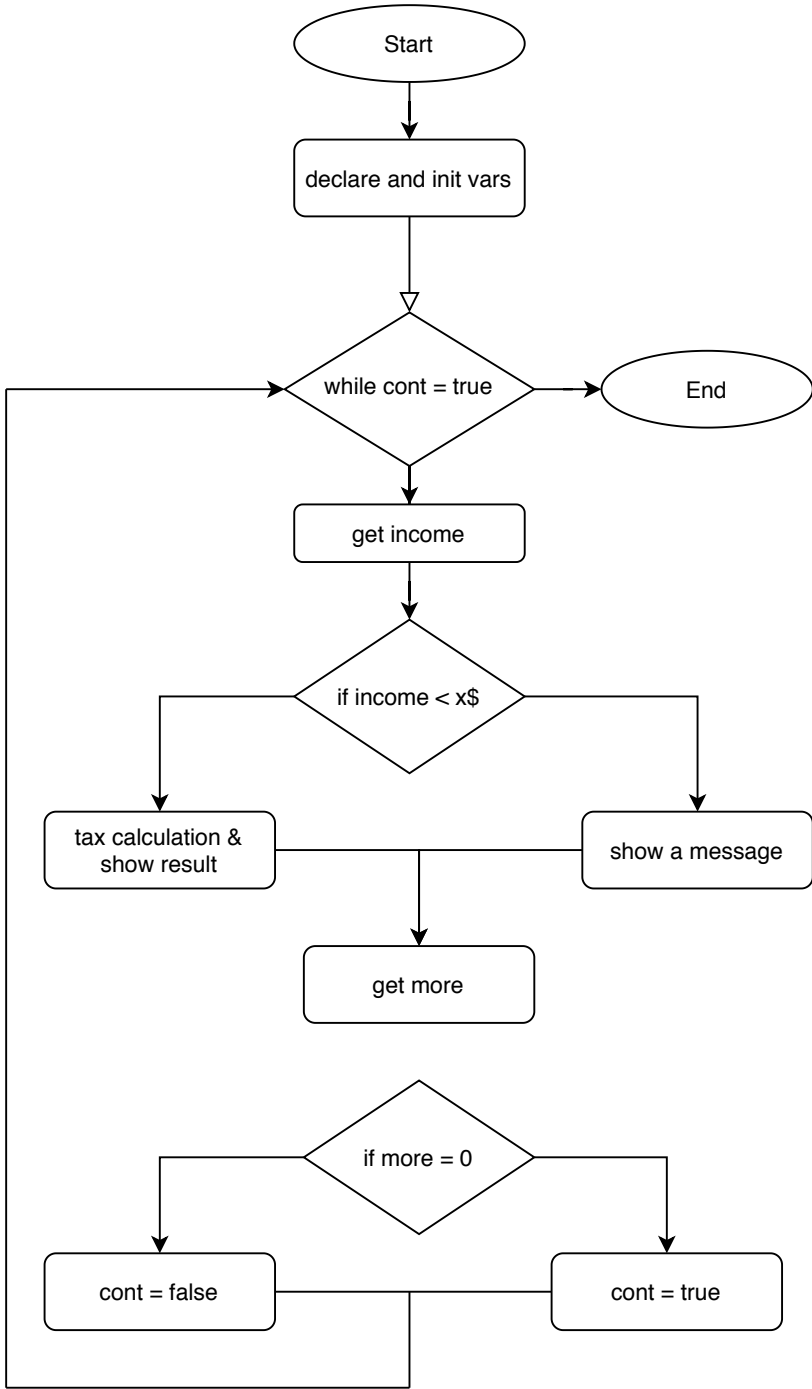 Start
declare and init vars
while cont = true
End
get income
if income < x$
tax calculation &
show result
show a message
get more
if more = 0
cont = false
cont = true